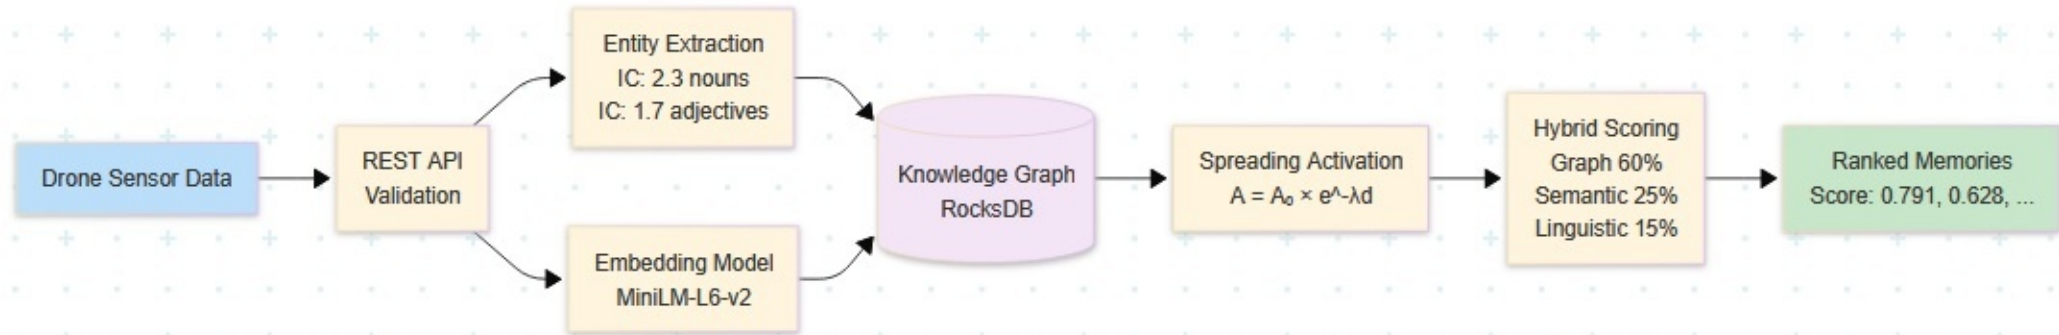 Drone Sensor Data
REST API
Validation
Entity Extraction
IC: 2.3 nouns
IC: 1.7 adjectives
Embedding Model
MiniLM-L6-v2
Knowledge Graph
RocksDB
Spreading Activation
A = A₀ × e^-λd
Hybrid Scoring
Graph 60%
Semantic 25%
Linguistic 15%
Ranked Memories
Score: 0.791, 0.628, ...